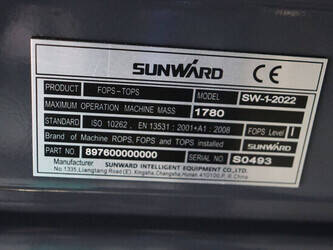 SUNWARD CE
PRODUCT FOPS-TOPS MODEL SW-1-2022
MAXIMUM OPERATION MACHINE MASS 1780
STANDARD ISO 10262, EN 13531:2001+A1:2008 FOPS LEVEL I
Brand of Machine ROPS, FOPS and TOPS installed SUNWARD
PART NO. 897600000000 SERIAL NO S0493
Manufacturer SUNWARD INTELLIGENT EQUIPMENT CO.,LTD.
No.1335,Liangtang Road(E), Xingsha,Changsha,Hunan,410100,P, R.China